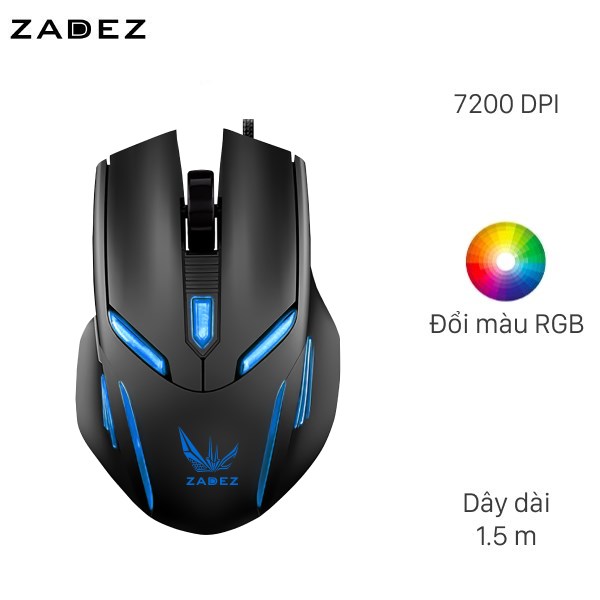 ZADEZ
7200 DPI
Đổi màu RGB
ZADEZ
Dây dài
1.5 m